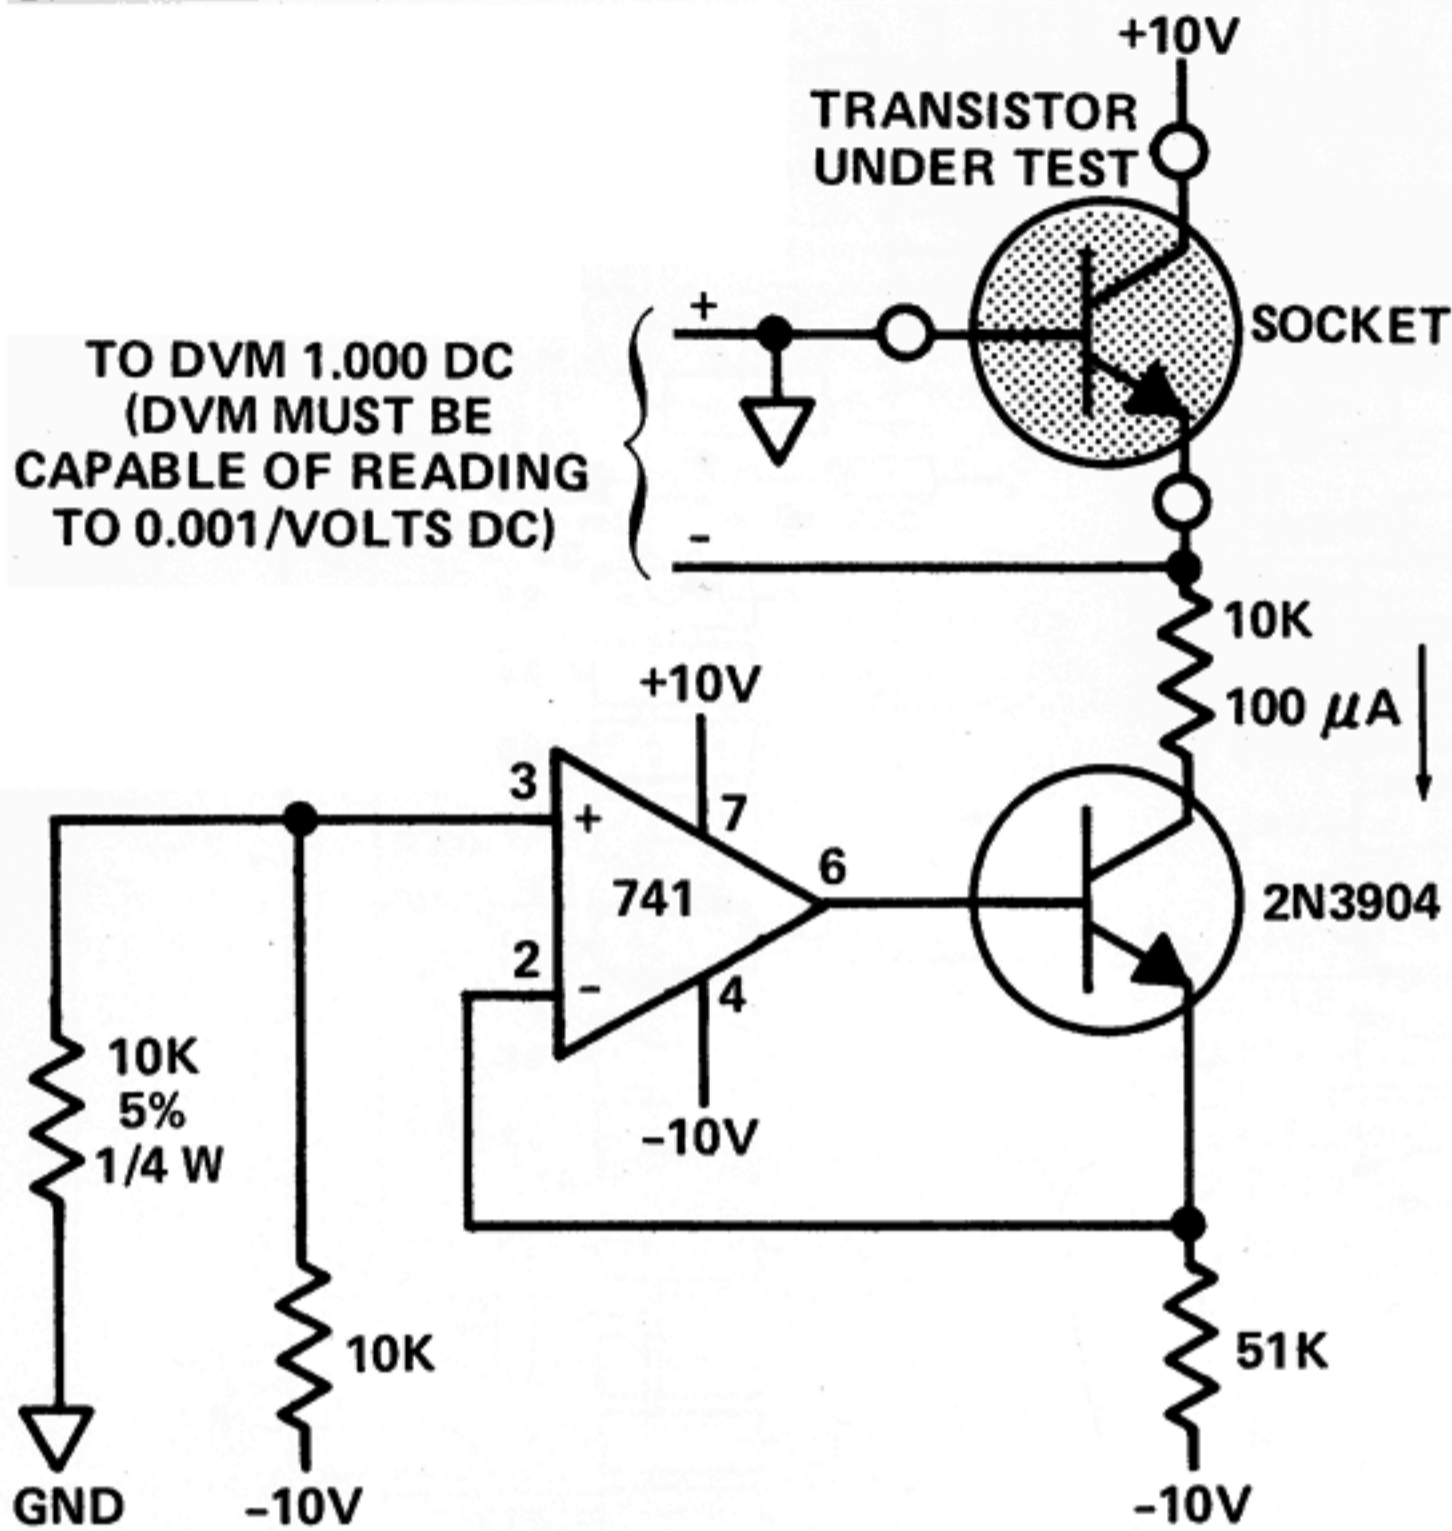 +10V
TRANSISTOR
UNDER TEST
+
SOCKET
TO DVM 1.000 DC
(DVM MUST BE
CAPABLE OF READING
TO 0.001/VOLTS DC)
-
10K
100 μA
+10V
3
+
7
741
6
2N3904
2
-
4
-10V
10K
5%
1/4 W
10K
51K
GND
-10V
-10V